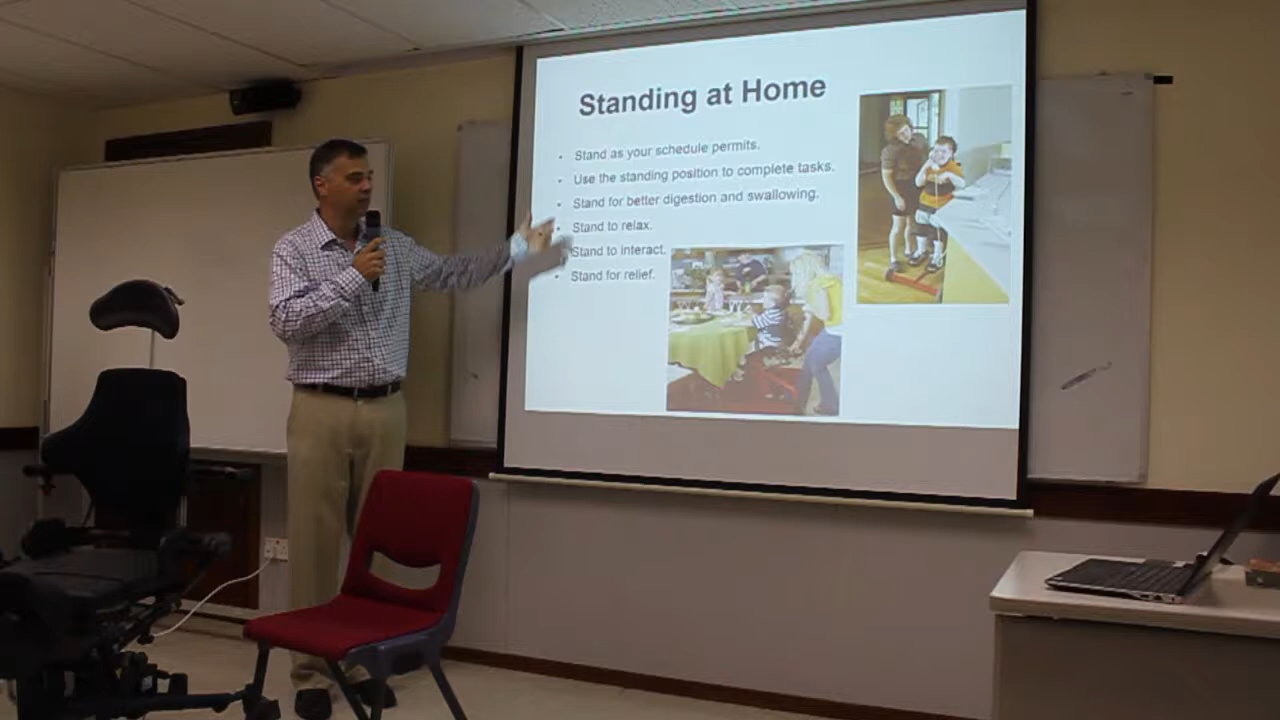 Standing at Home
• Stand as your schedule permits.
• Use the standing position to complete tasks.
• Stand for better digestion and swallowing.
• Stand to relax.
Stand to interact.
• Stand for relief.